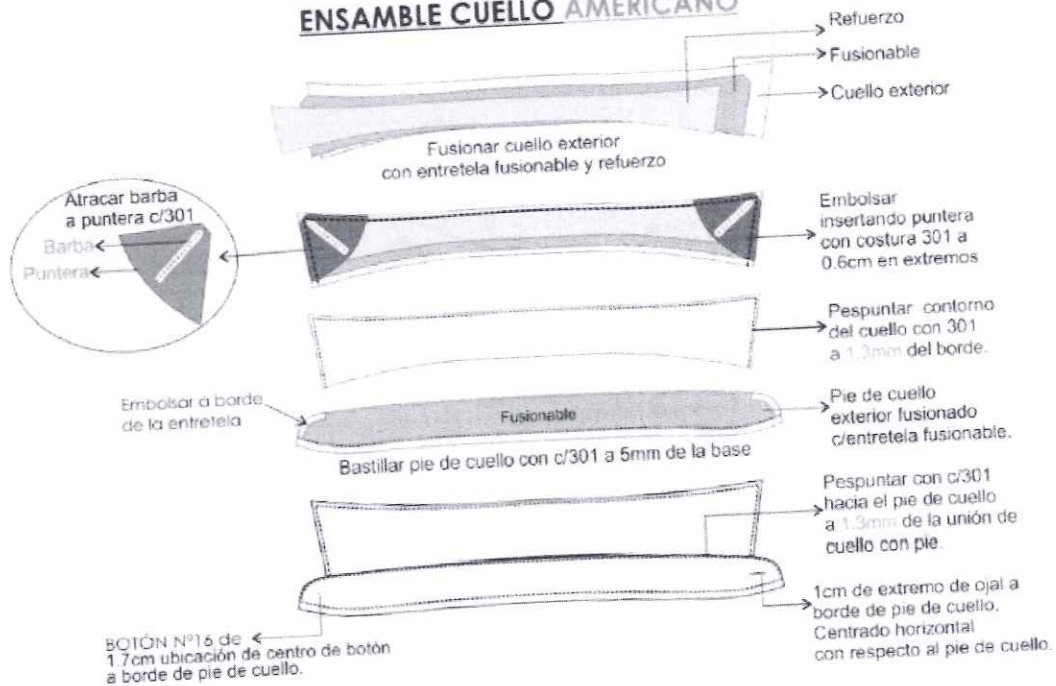 ENSAMBLE CUELLO AMERICANO
Refuerzo
Fusionable
Cuello exterior
Fusionar cuello exterior
con entretela fusionable y refuerzo
Atracar barba
a puntera c/301
Barba
Puntera
Embolsar
insertando puntera
con costura 301 a
0.6cm en extremos
Pespuntar contorno
del cuello con 301
a 1.3mm del borde.
Embolsar a borde
de la entretela
Fusionable
Pie de cuello
exterior fusionado
c/entretela fusionable.
Bastillar pie de cuello con c/301 a 5mm de la base
Pespuntar con c/301
hacia el pie de cuello
a 1.3mm de la unión de
cuello con pie.
BOTÓN Nº16 de
1.7cm ubicación de centro de botón
a borde de pie de cuello.
1cm de extremo de ojal a
borde de pie de cuello.
Centrado horizontal
con respecto al pie de cuello.